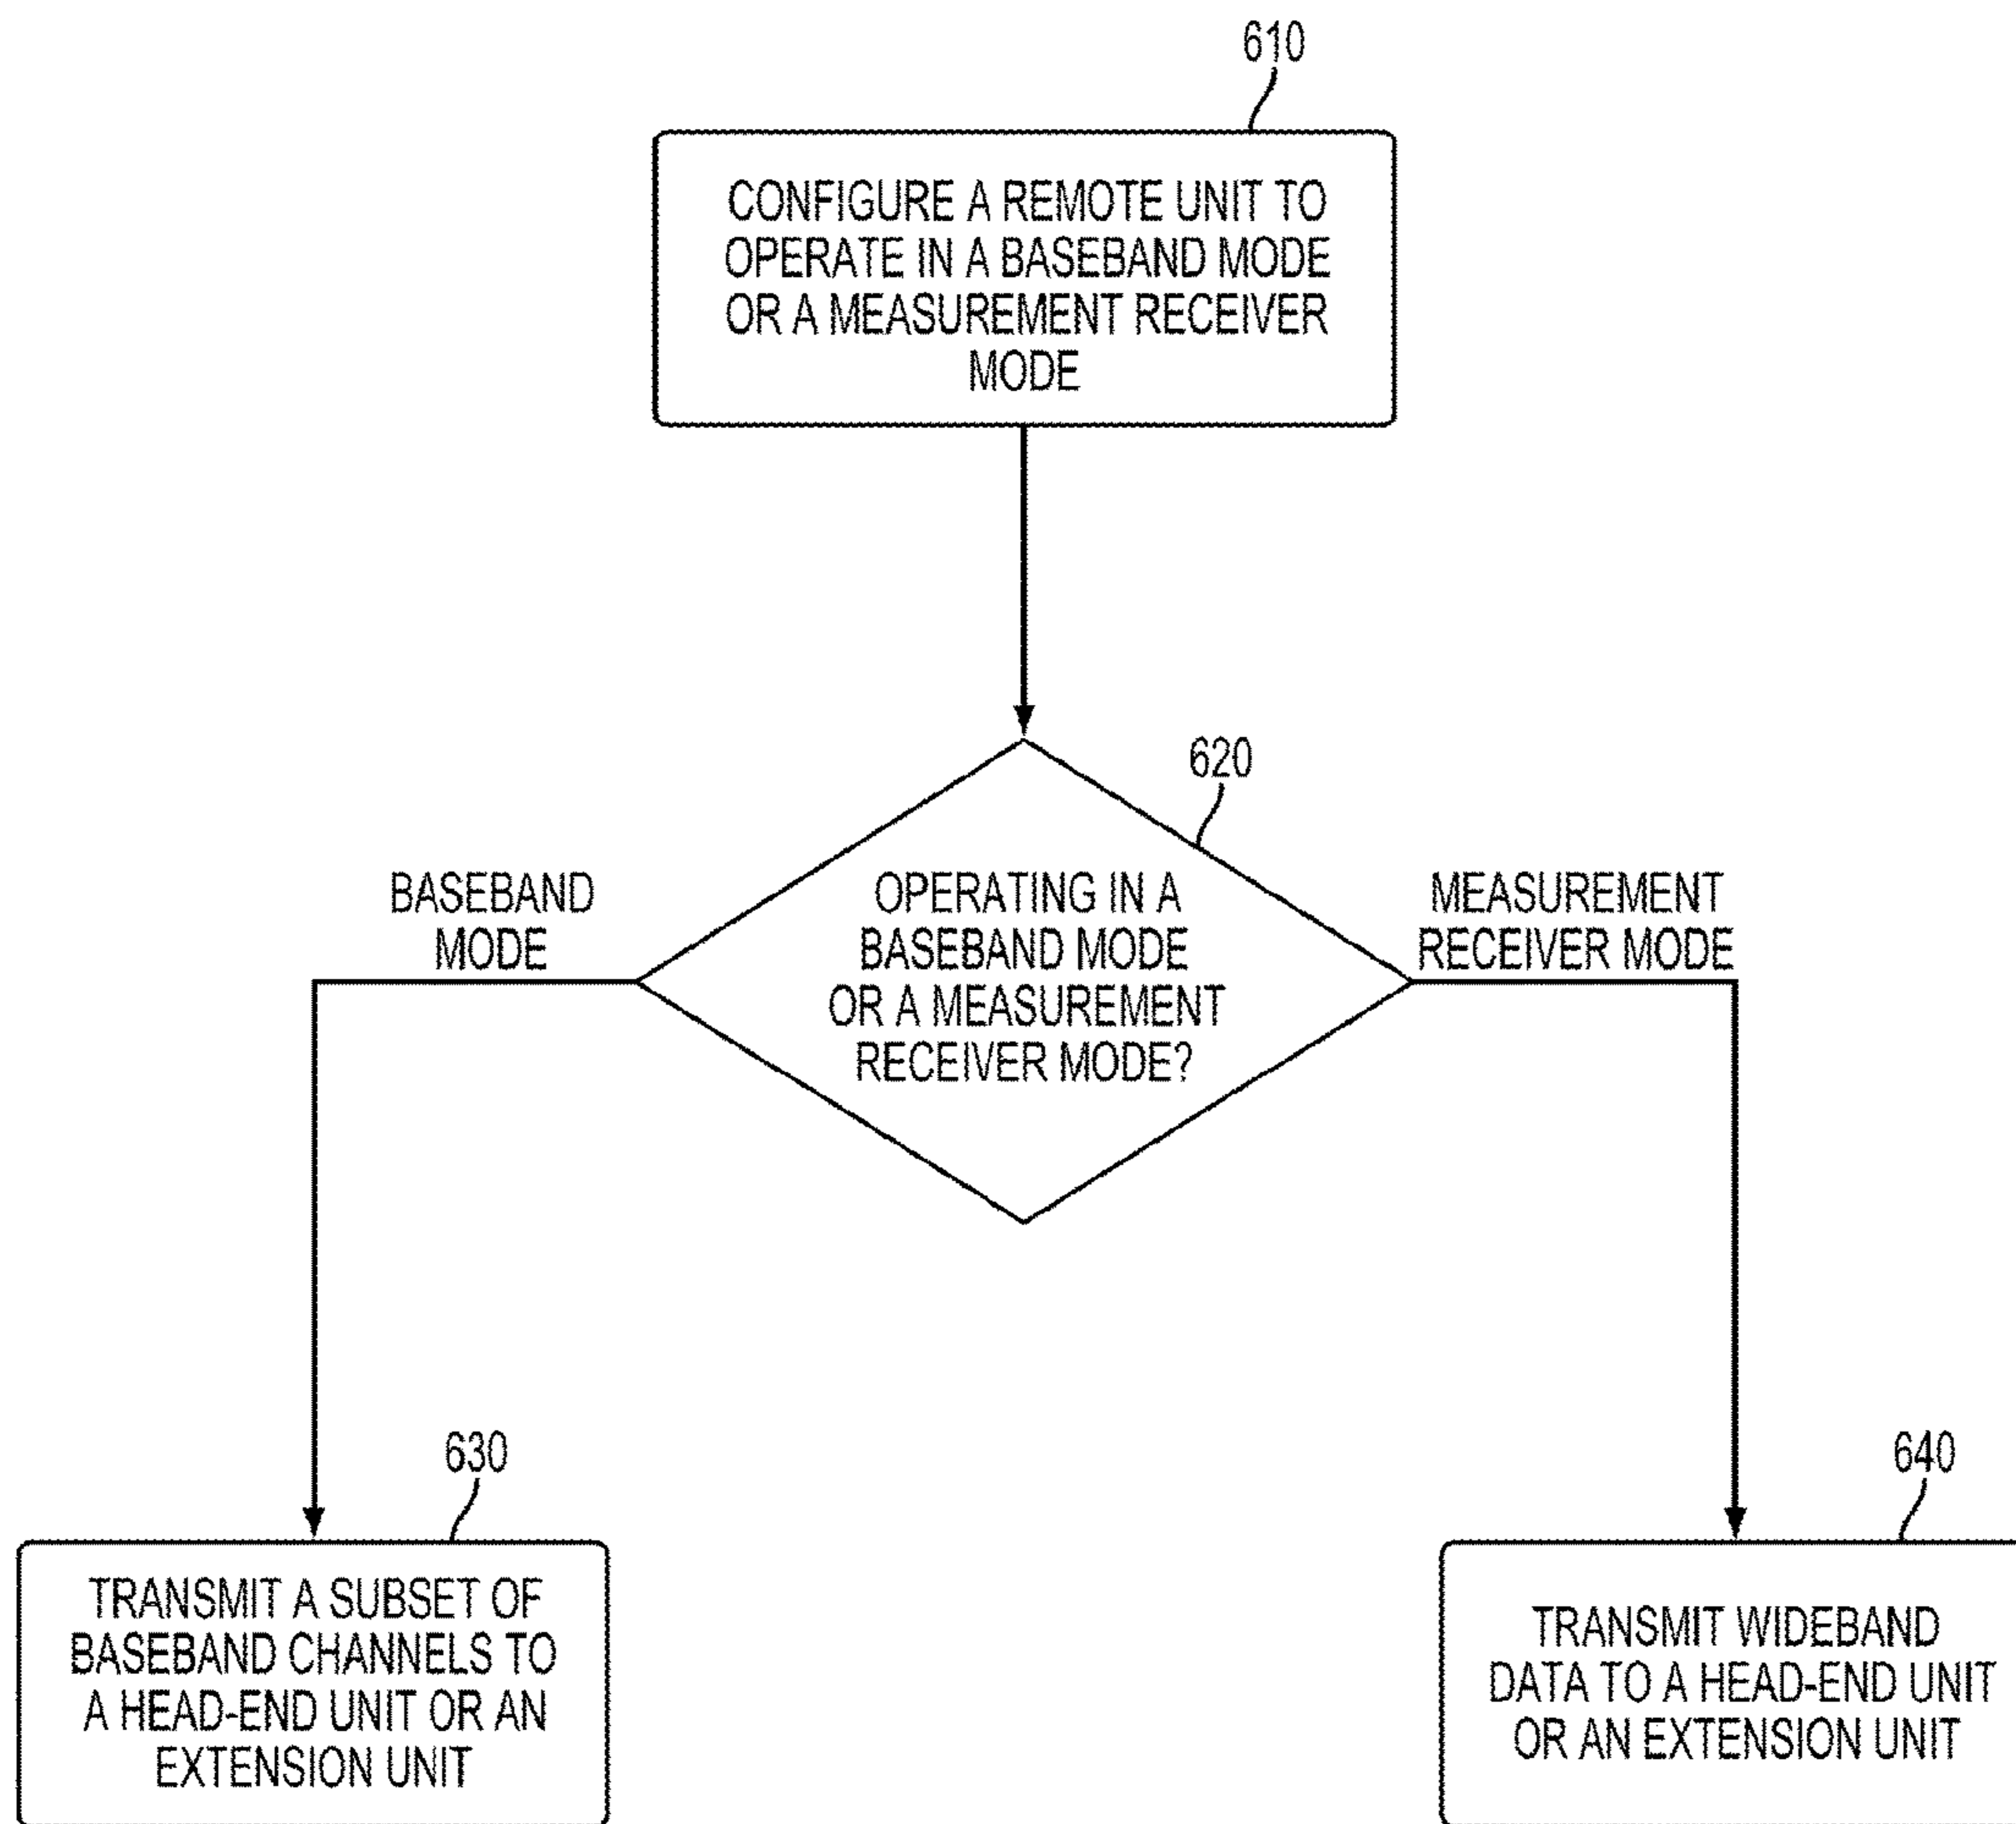 610
CONFIGURE A REMOTE UNIT TO
OPERATE IN A BASEBAND MODE
OR A MEASUREMENT RECEIVER
MODE
620
OPERATING IN A
BASEBAND MODE
OR A MEASUREMENT
RECEIVER MODE?
BASEBAND
MODE
MEASUREMENT
RECEIVER MODE
630
TRANSMIT A SUBSET OF
BASEBAND CHANNELS TO
A HEAD-END UNIT OR AN
EXTENSION UNIT
640
TRANSMIT WIDEBAND
DATA TO A HEAD-END UNIT
OR AN EXTENSION UNIT